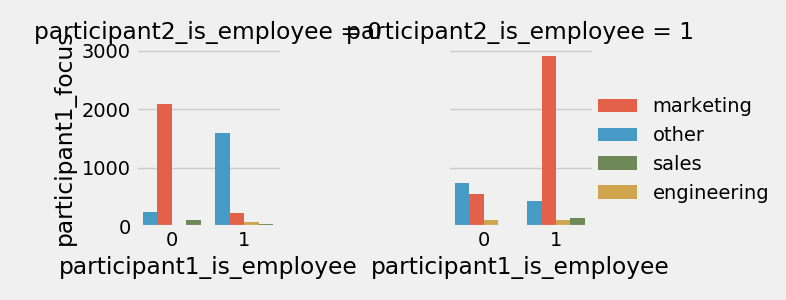 participant2_is_employee = 0
participant2_is_employee = 1
participant1_focus
3000
2000
1000
0
0 1
0 1
participant1_is_employee
participant1_is_employee
marketing
other
sales
engineering